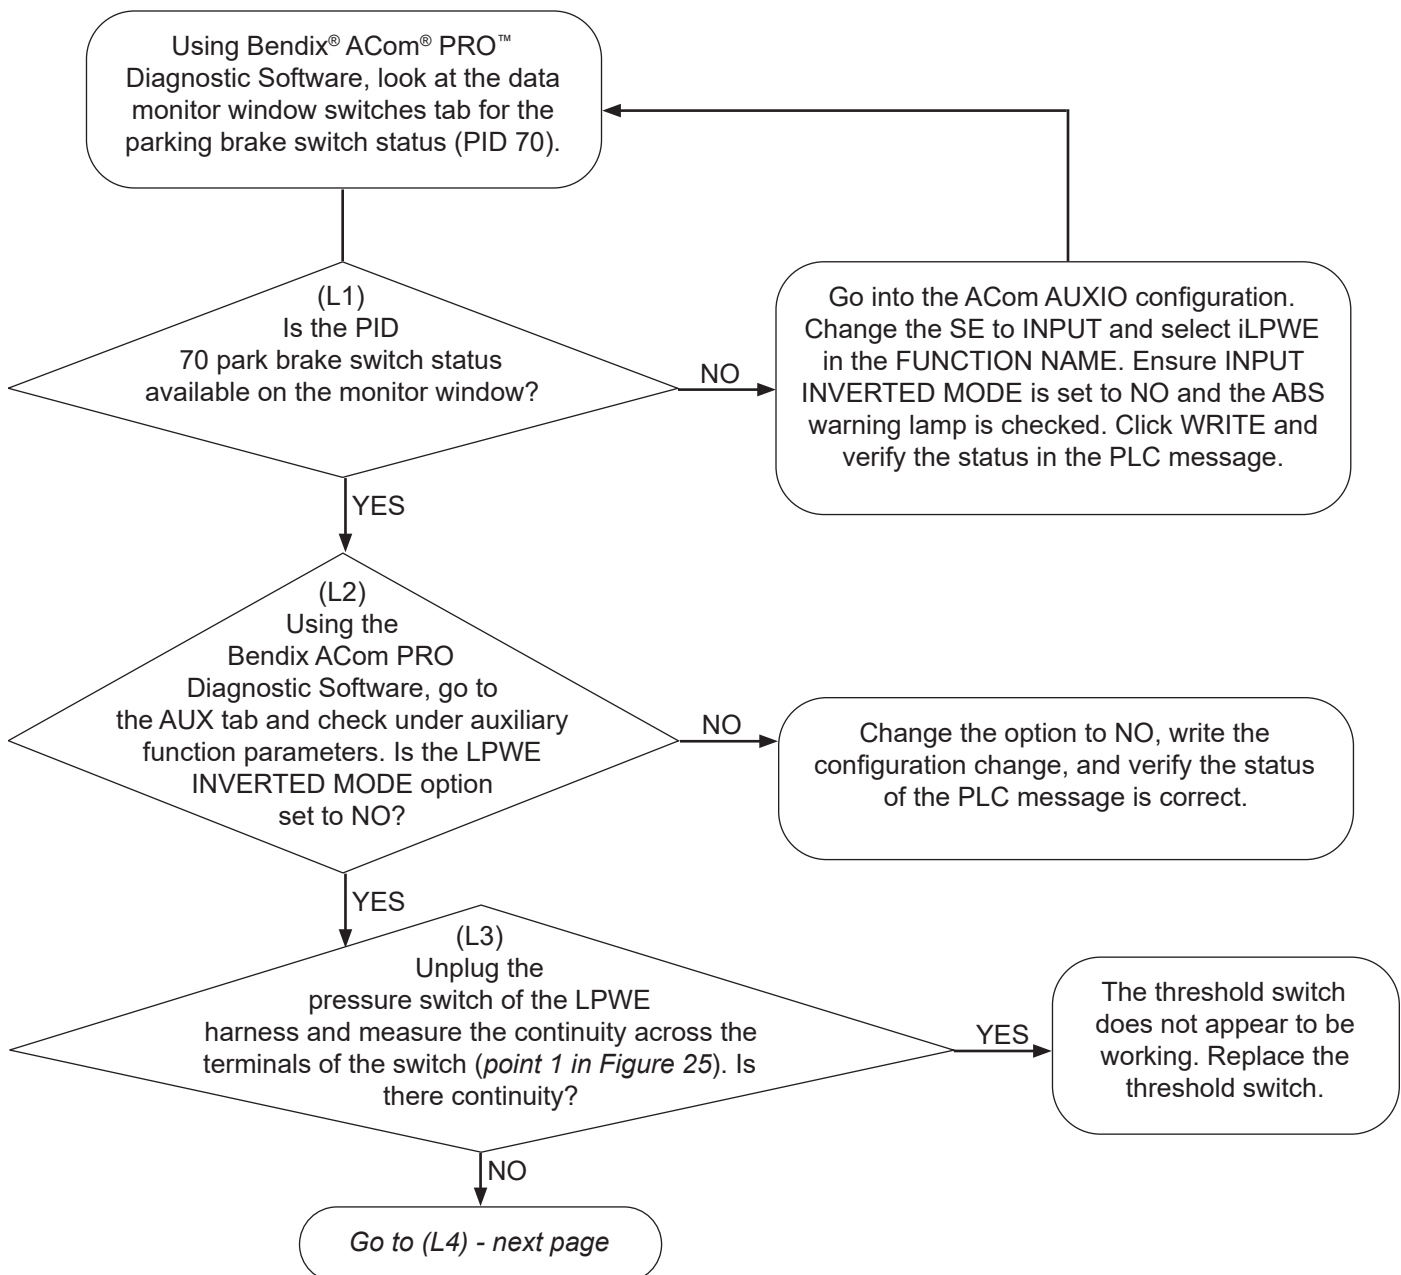 Using Bendix® ACom® PRO™
Diagnostic Software, look at the data
monitor window switches tab for the
parking brake switch status (PID 70).
(L1)
Is the PID
70 park brake switch status
available on the monitor window?
NO
Go into the ACom AUXIO configuration.
Change the SE to INPUT and select iLPWE
in the FUNCTION NAME. Ensure INPUT
INVERTED MODE is set to NO and the ABS
warning lamp is checked. Click WRITE and
verify the status in the PLC message.
YES
(L2)
Using the
Bendix ACom PRO
Diagnostic Software, go to
the AUX tab and check under auxiliary
function parameters. Is the LPWE
INVERTED MODE option
set to NO?
NO
Change the option to NO, write the
configuration change, and verify the status
of the PLC message is correct.
YES
(L3)
Unplug the
pressure switch of the LPWE
harness and measure the continuity across the
terminals of the switch (point 1 in Figure 25). Is
there continuity?
YES
The threshold switch
does not appear to be
working. Replace the
threshold switch.
NO
Go to (L4) - next page